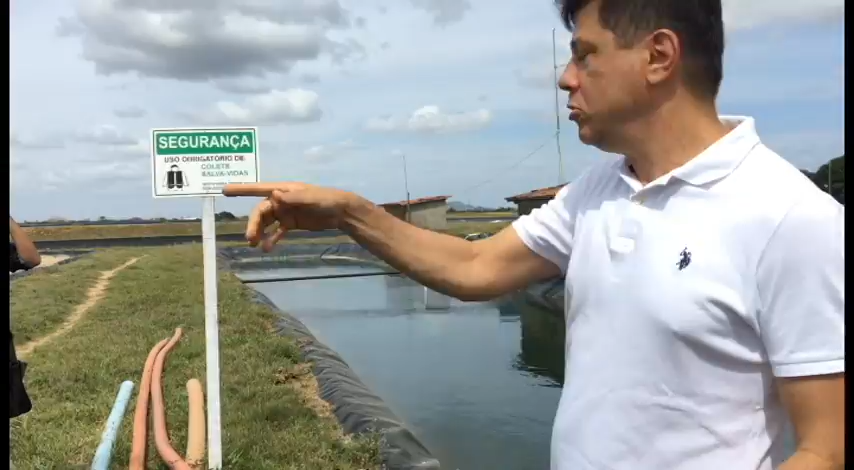 SEGURANÇA
USO OBRIGATÓRIO DE
COLETE
SALVA-VIDAS